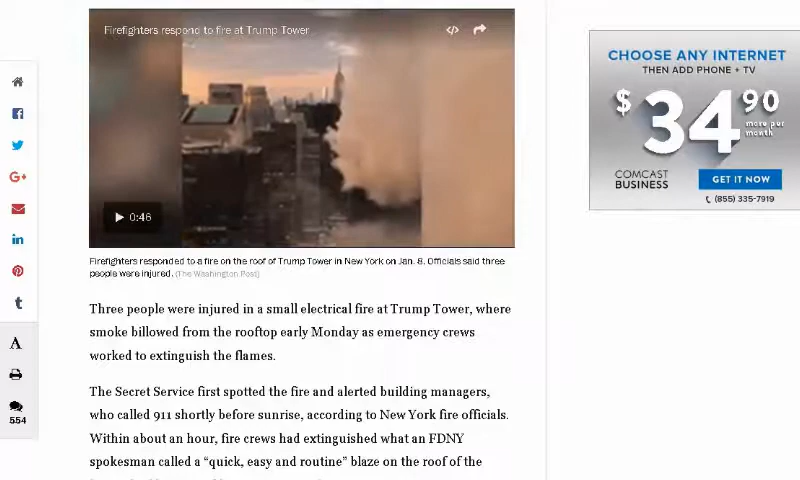 Firefighters respond to fire at Trump Tower
0:46
Firefighters responded to a fire on the roof of Trump Tower in New York on Jan. 8. Officials said three
people were injured. (The Washington Post)
Three people were injured in a small electrical fire at Trump Tower, where
smoke billowed from the rooftop early Monday as emergency crews
worked to extinguish the flames.
The Secret Service first spotted the fire and alerted building managers,
who called 911 shortly before sunrise, according to New York fire officials.
Within about an hour, fire crews had extinguished what an FDNY
spokesman called a “quick, easy and routine” blaze on the roof of the
G+
in
t
A
554
CHOOSE ANY INTERNET
THEN ADD PHONE + TV
$34.90
more per
month
COMCAST
BUSINESS
GET IT NOW
(855) 335-7919